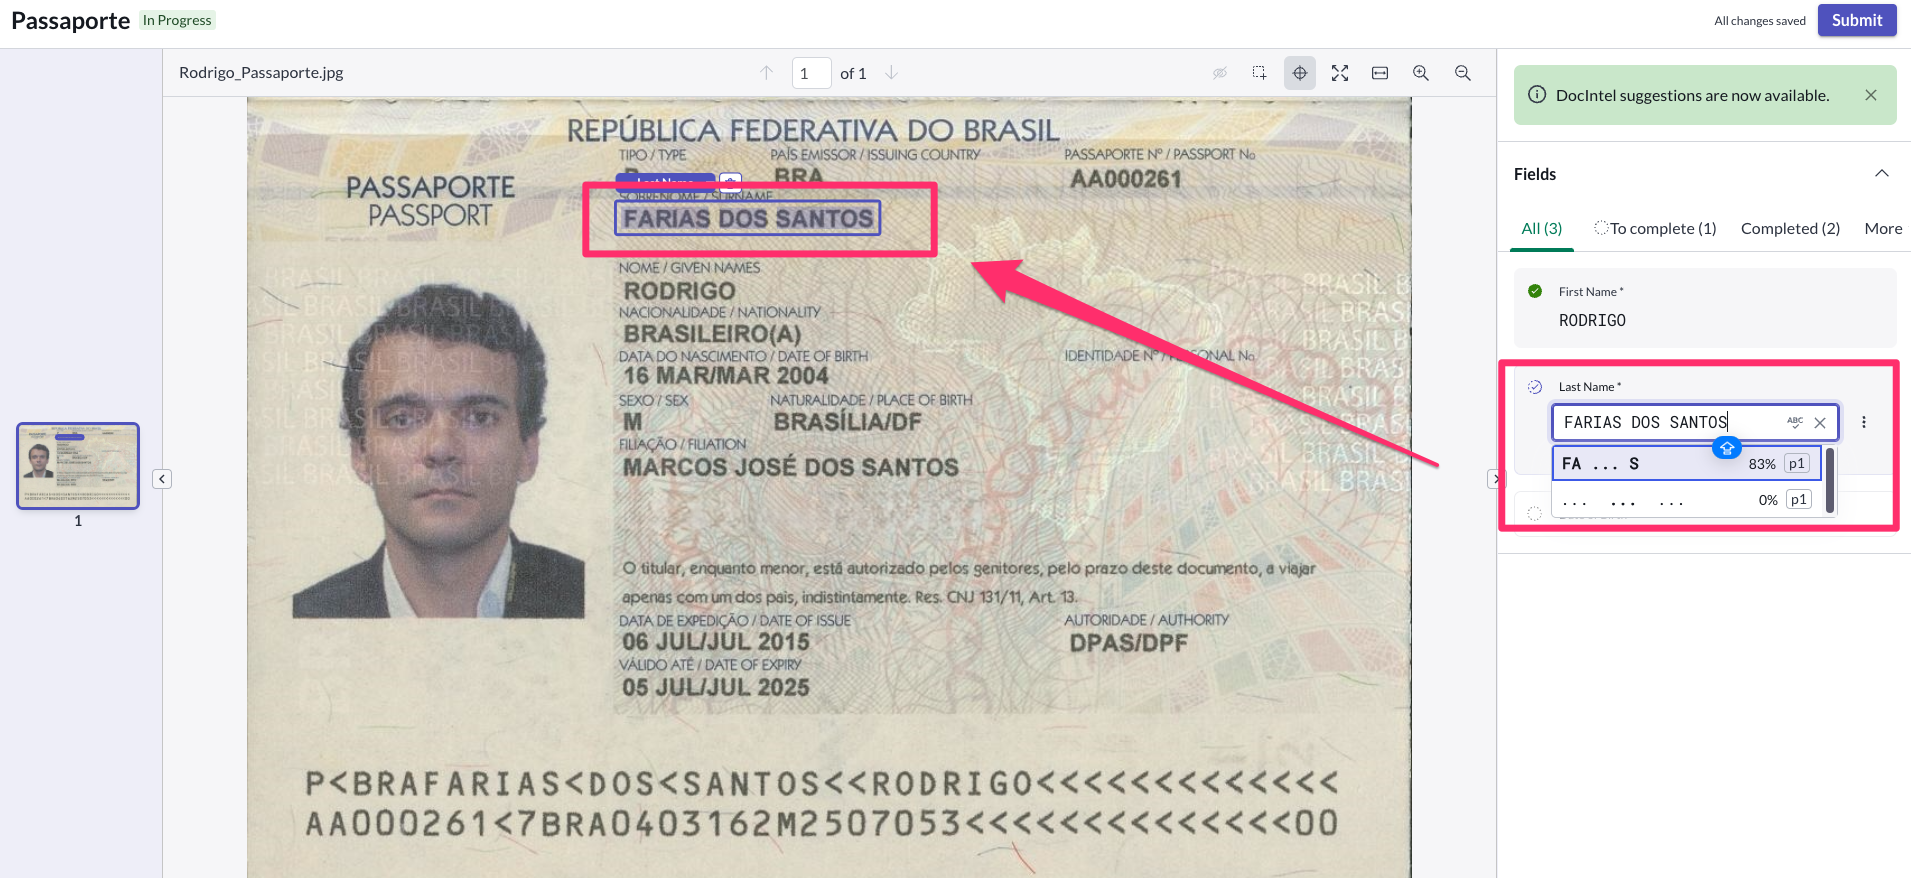 Passaporte In Progress
All changes saved Submit
Rodrigo_Passaporte.jpg
1 of 1
DocIntel suggestions are now available.
Fields
All (3) To complete (1) Completed (2) More
First Name *
RODRIGO
Last Name *
FARIAS DOS SANTOS
ABC
FA ... S 83% p1
... ... ... 0% p1
1
REPÚBLICA FEDERATIVA DO BRASIL
TIPO / TYPE PAÍS EMISSOR / ISSUING COUNTRY PASSAPORTE Nº / PASSPORT No
P BRA AA000261
PASSAPORTE
PASSPORT
Last Name
SOBRENOME / SURNAME
FARIAS DOS SANTOS
NOME / GIVEN NAMES
RODRIGO
NACIONALIDADE / NATIONALITY
BRASILEIRO(A)
DATA DO NASCIMENTO / DATE OF BIRTH IDENTIDADE Nº / PERSONAL No
16 MAR/MAR 2004
SEXO / SEX NATURALIDADE / PLACE OF BIRTH
M BRASÍLIA/DF
FILIAÇÃO / FILIATION
MARCOS JOSÉ DOS SANTOS
O titular, enquanto menor, está autorizado pelos genitores, pelo prazo deste documento, a viajar
apenas com um dos pais, indistintamente. Res. CNJ 131/11, Art. 13.
DATA DE EXPEDIÇÃO / DATE OF ISSUE AUTORIDADE / AUTHORITY
06 JUL/JUL 2015 DPAS/DPF
VÁLIDO ATÉ / DATE OF EXPIRY
05 JUL/JUL 2025
P<BRAFARIAS<DOS<SANTOS<<RODRIGO<<<<<<<<<<<<<
AA000261<7BRA0403162M2507053<<<<<<<<<<<<<<00